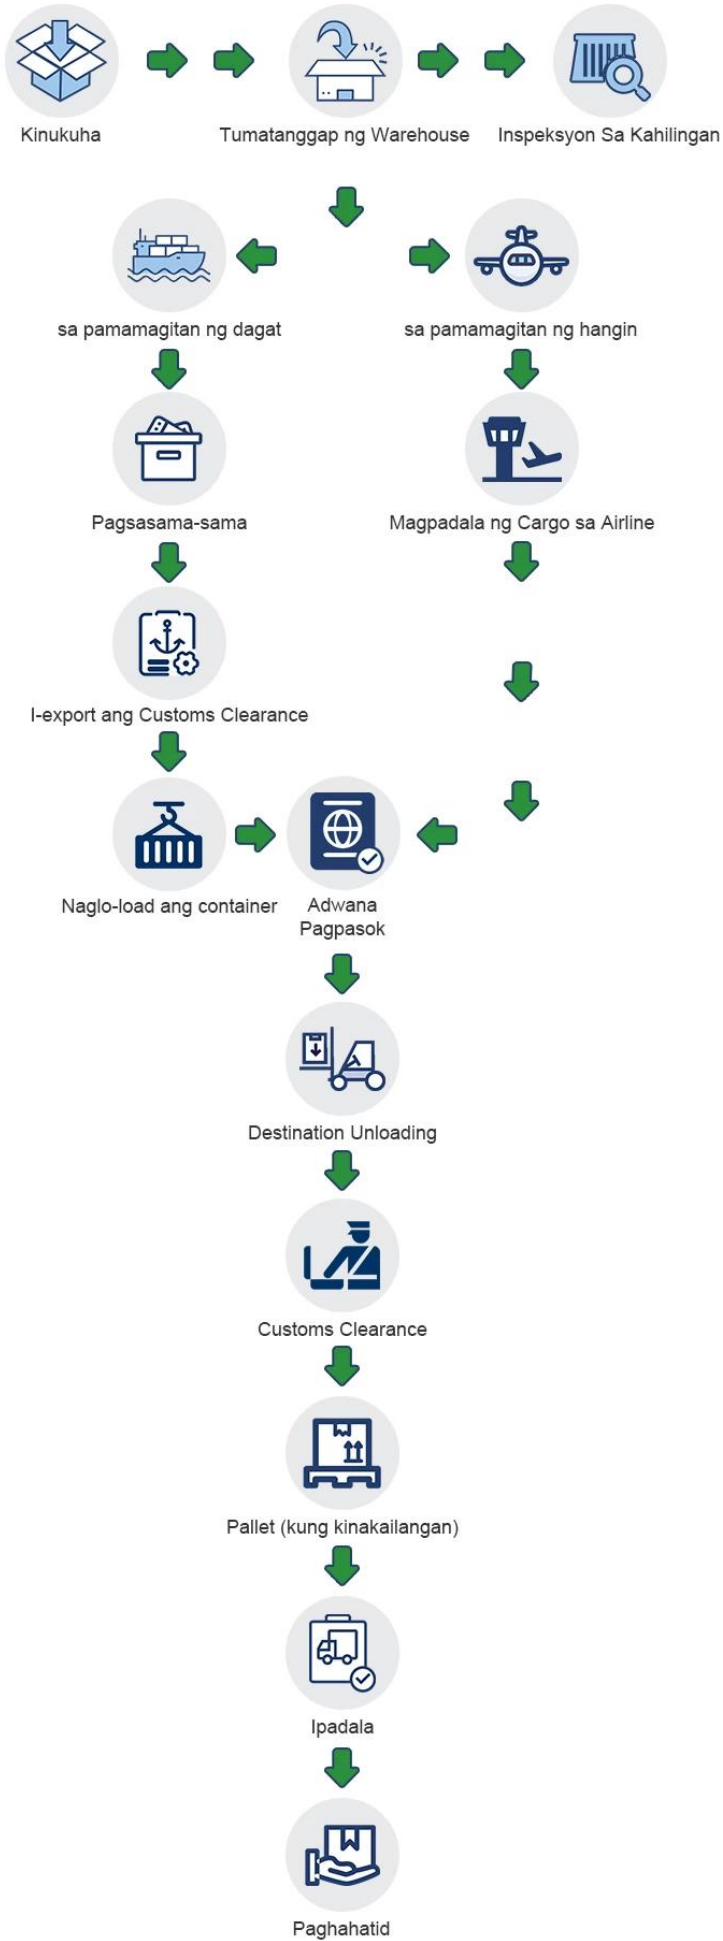 Kinukuha
Tumatanggap ng Warehouse
Inspeksyon Sa Kahilingan
sa pamamagitan ng dagat
sa pamamagitan ng hangin
Pagsasama-sama
Magpadala ng Cargo sa Airline
I-export ang Customs Clearance
Naglo-load ang container
Adwana
Pagpasok
Destination Unloading
Customs Clearance
Pallet (kung kinakailangan)
Ipadala
Paghahatid